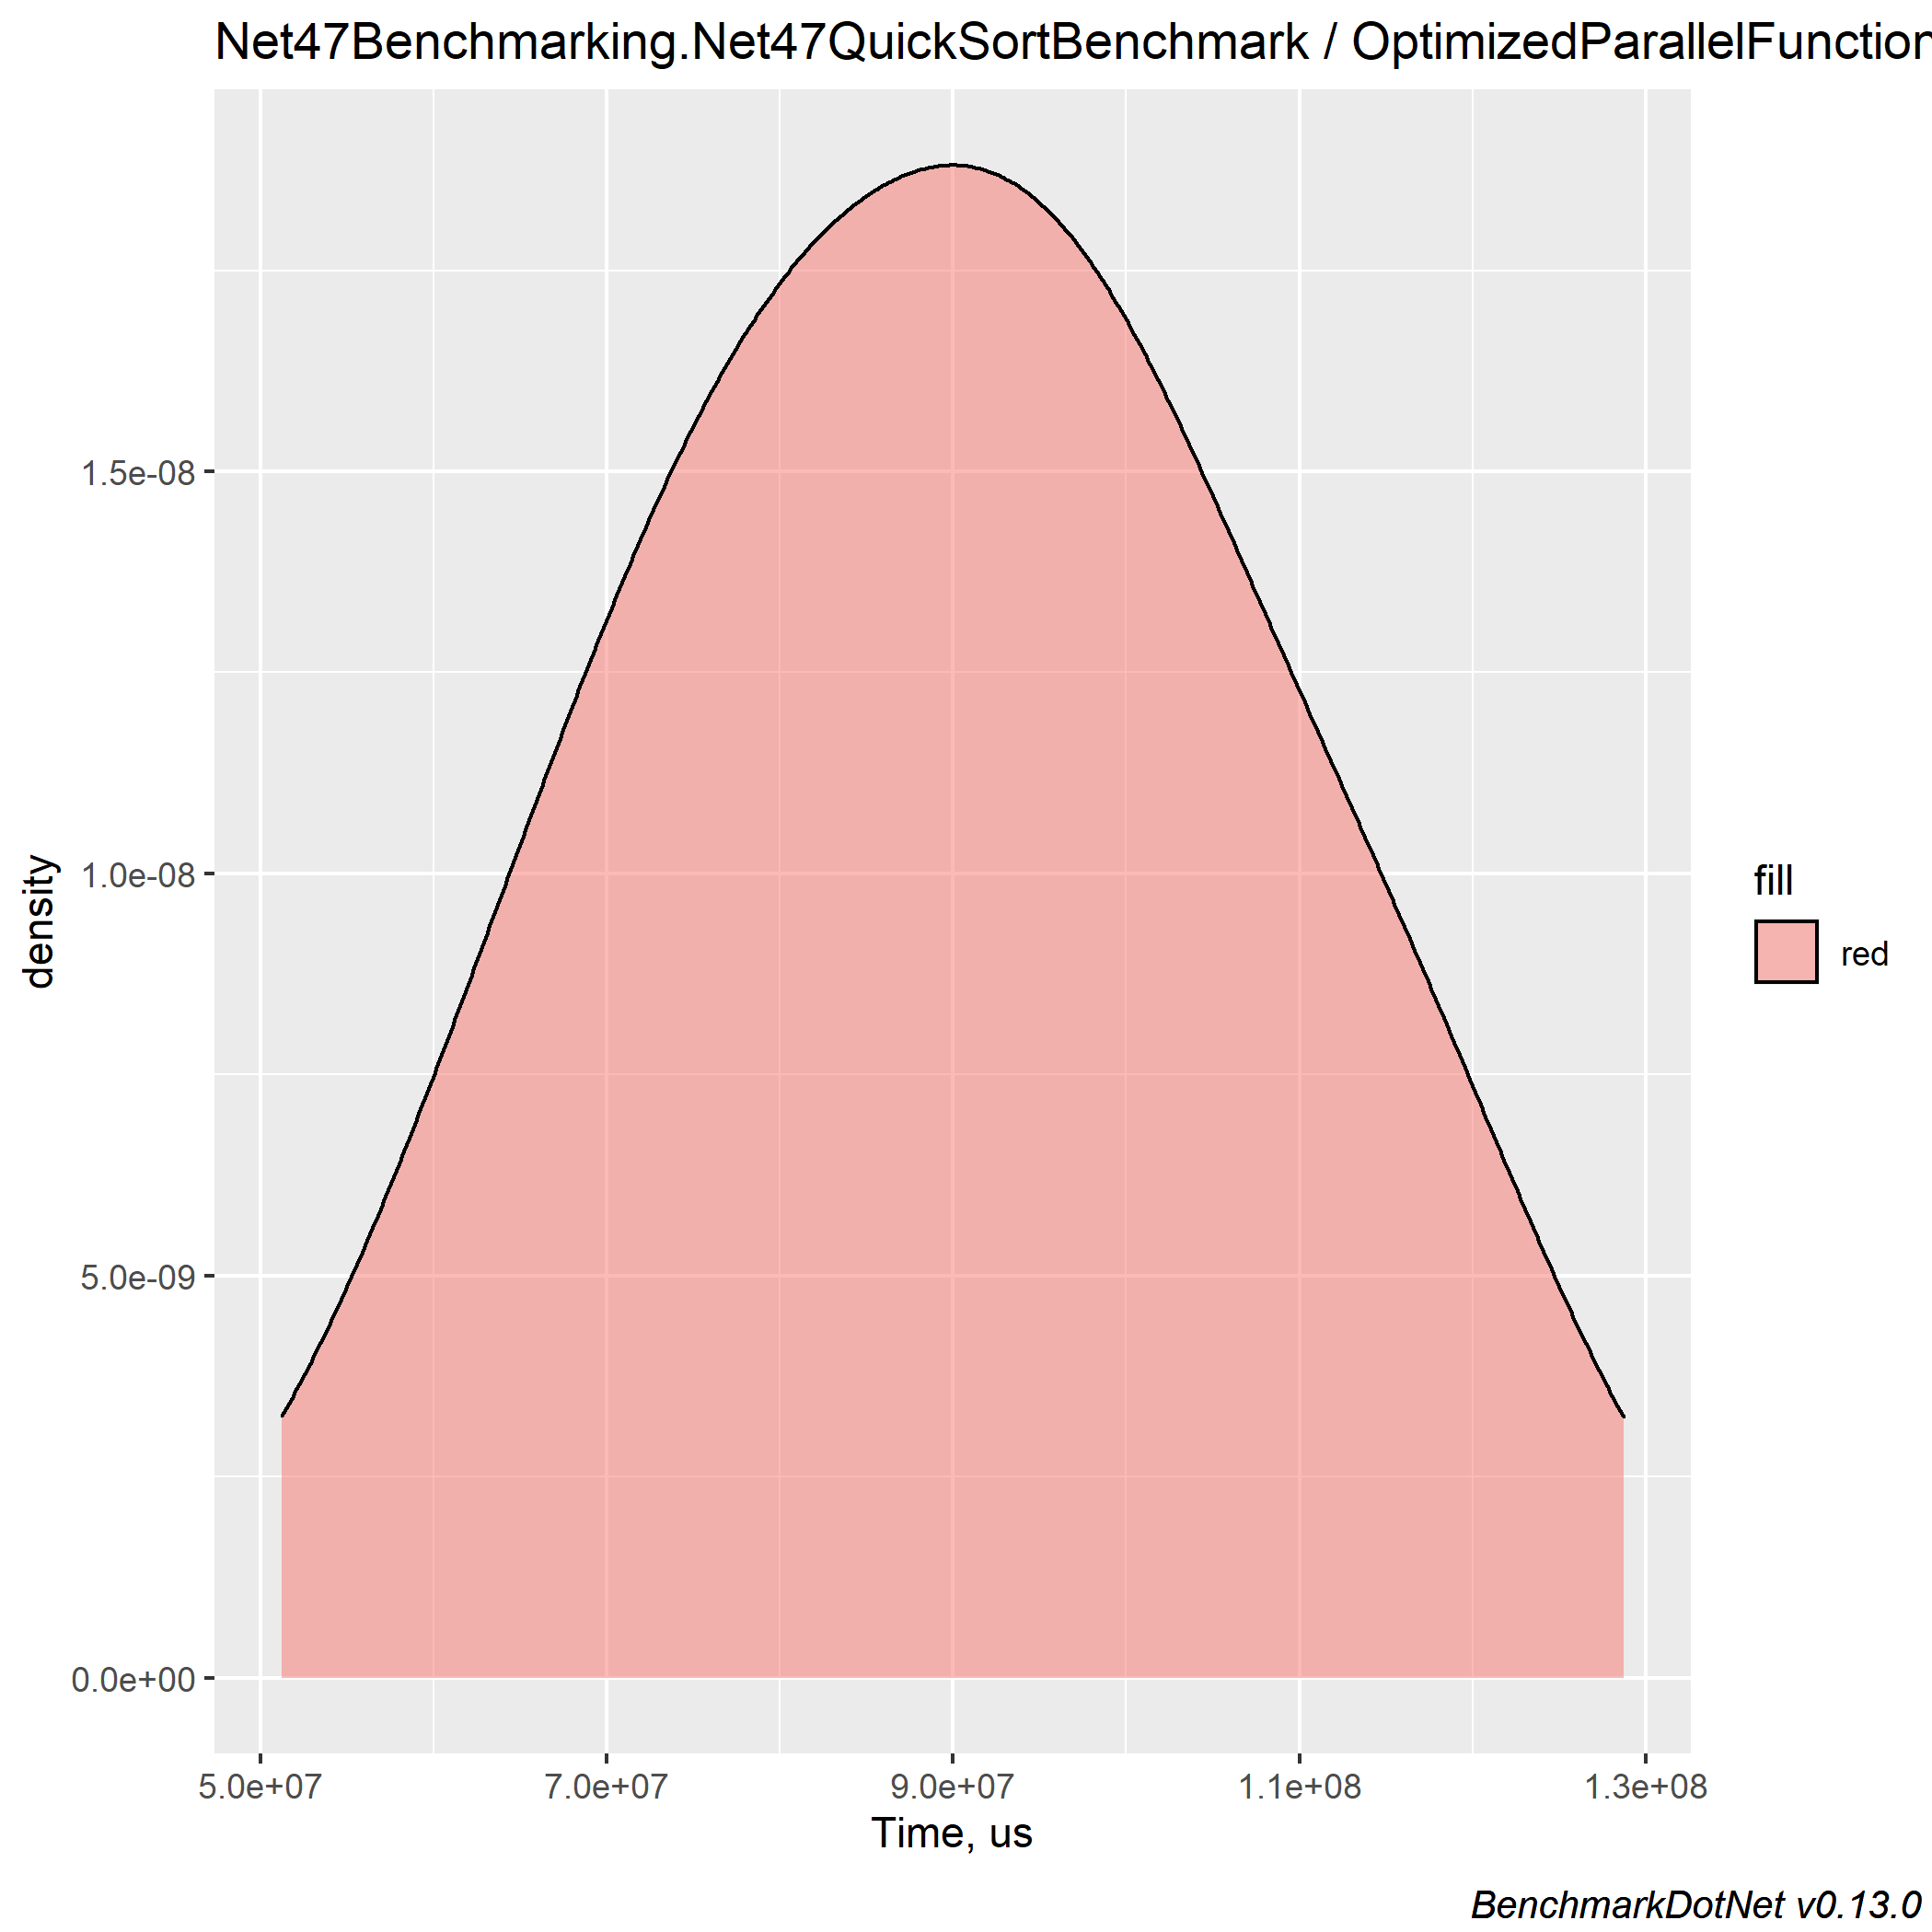 Net47Benchmarking.Net47QuickSortBenchmark / OptimizedParallelFunction
density
1.5e-08
1.0e-08
5.0e-09
0.0e+00
5.0e+07 7.0e+07 9.0e+07 1.1e+08 1.3e+08
Time, us
fill
red
BenchmarkDotNet v0.13.0